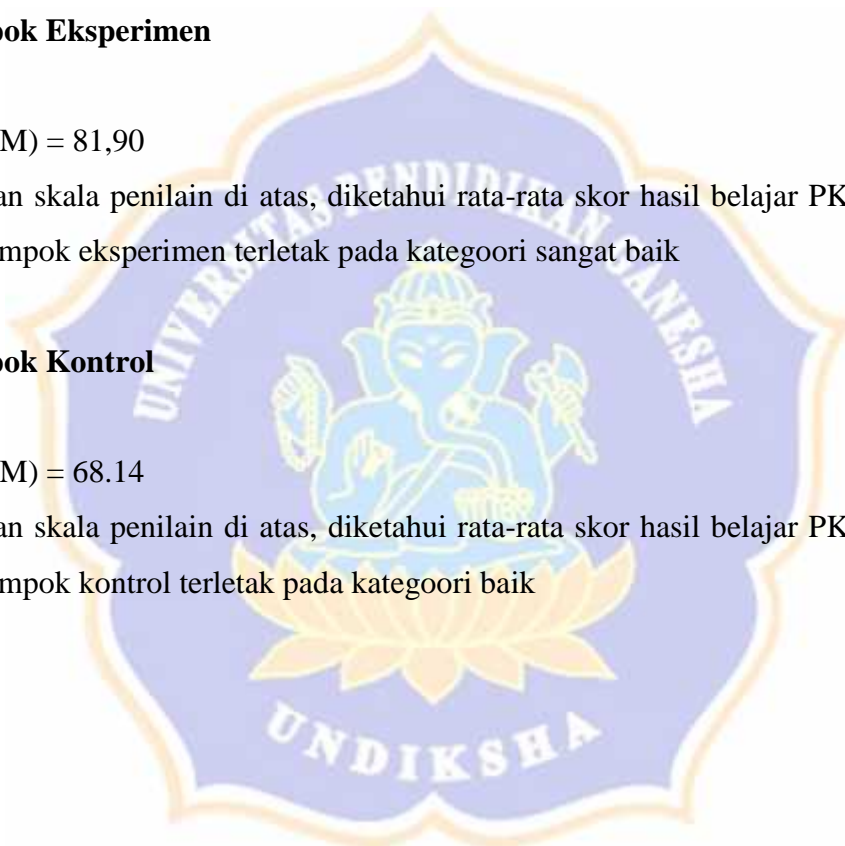 pok Eksperimen
M) = 81,90
an skala penilain di atas, diketahui rata-rata skor hasil belajar PK
mpok eksperimen terletak pada kategoori sangat baik
pok Kontrol
M) = 68.14
an skala penilain di atas, diketahui rata-rata skor hasil belajar PK
mpok kontrol terletak pada kategoori baik
UNIVERSITAS PENDIDIKAN GANESHA
UNDIKSHA